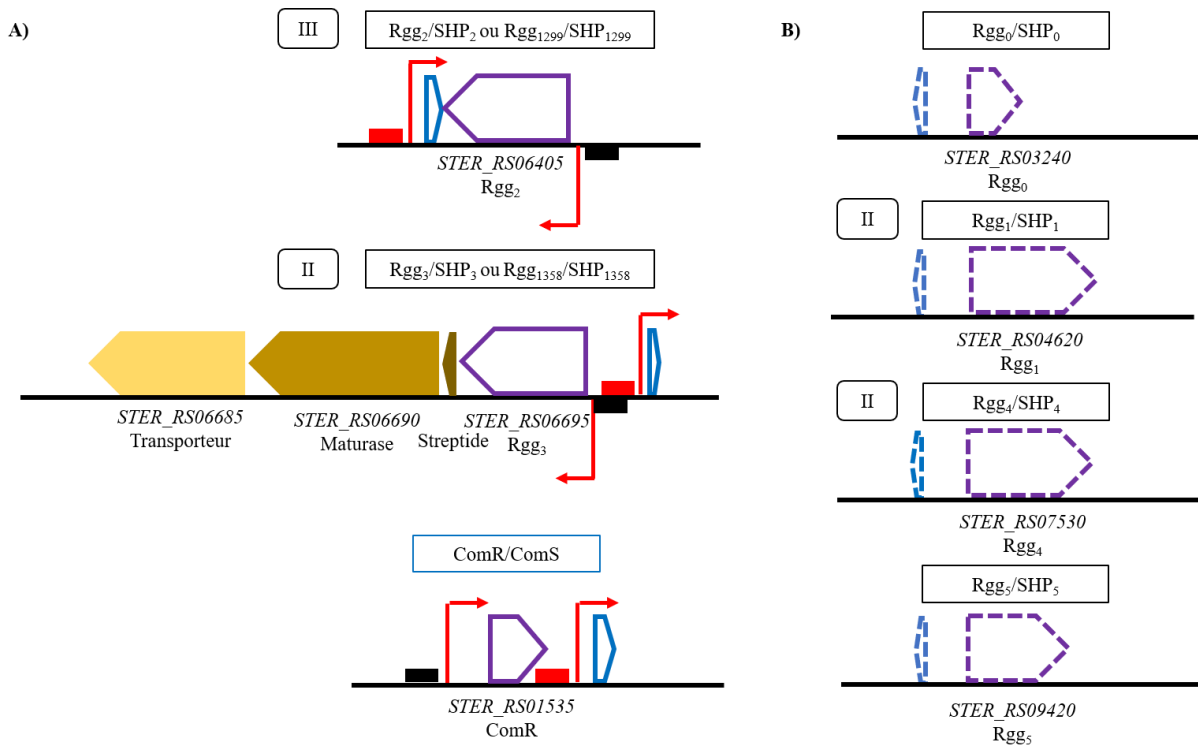 A)
III
Rgg2/SHP2 ou Rgg1299/SHP1299
STER_RS06405
Rgg2
II
Rgg3/SHP3 ou Rgg1358/SHP1358
STER_RS06685
Transporteur
STER_RS06690
Maturase
Streptide
STER_RS06695
Rgg3
ComR/ComS
STER_RS01535
ComR
B)
Rgg0/SHP0
STER_RS03240
Rgg0
II
Rgg1/SHP1
STER_RS04620
Rgg1
II
Rgg4/SHP4
STER_RS07530
Rgg4
Rgg5/SHP5
STER_RS09420
Rgg5